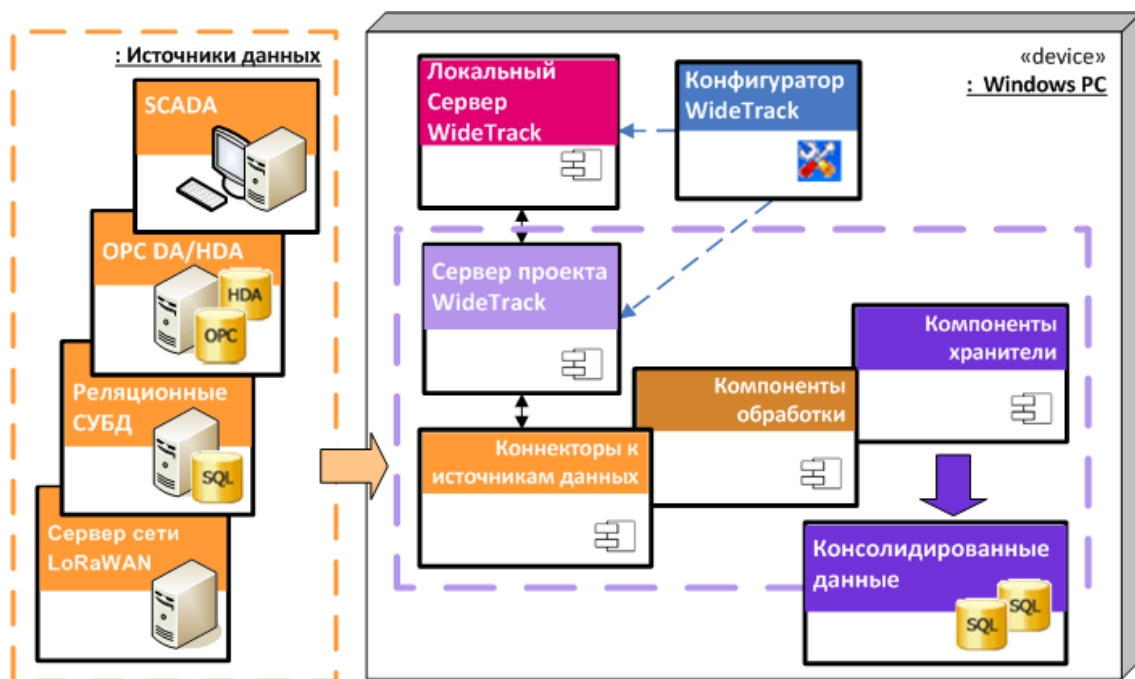 : Источники данных
SCADA
OPC DA/HDA
HDA
OPC
Реляционные
СУБД
SQL
Сервер сети
LoRaWAN
«device»
: Windows PC
Локальный
Сервер
WideTrack
Конфигуратор
WideTrack
Сервер проекта
WideTrack
Компоненты
хранители
Компоненты
обработки
Коннекторы к
источникам данных
Консолидированные
данные
SQL
SQL